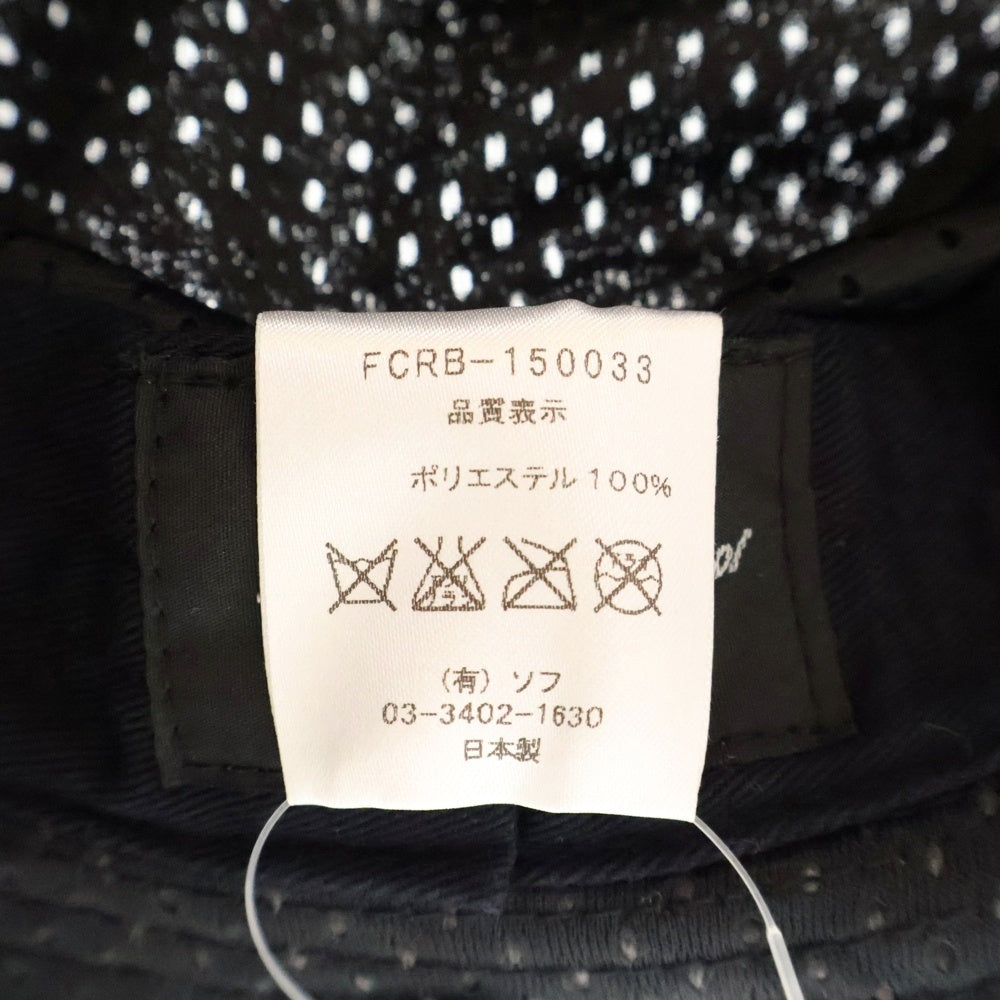 FCRB-150033
品質表示
ポリエステル 100%
(有) ソフ
03-3402-1630
日本製